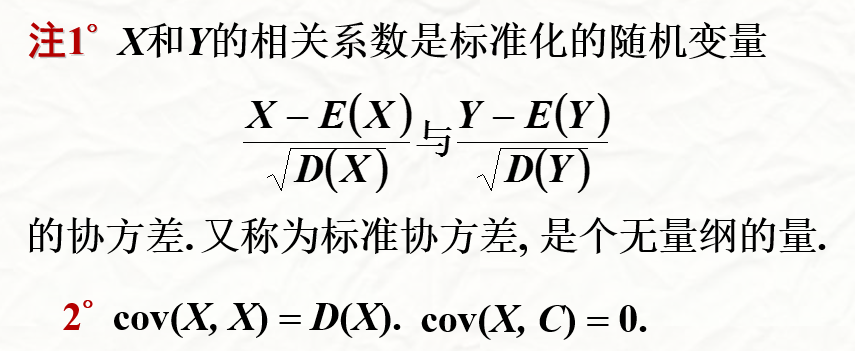 注1° X和Y的相关系数是标准化的随机变量
\frac{X - E(X)}{\sqrt{D(X)}} 与 \frac{Y - E(Y)}{\sqrt{D(Y)}}
的协方差. 又称为标准协方差, 是个无量纲的量.
2° cov(X, X) = D(X). cov(X, C) = 0.